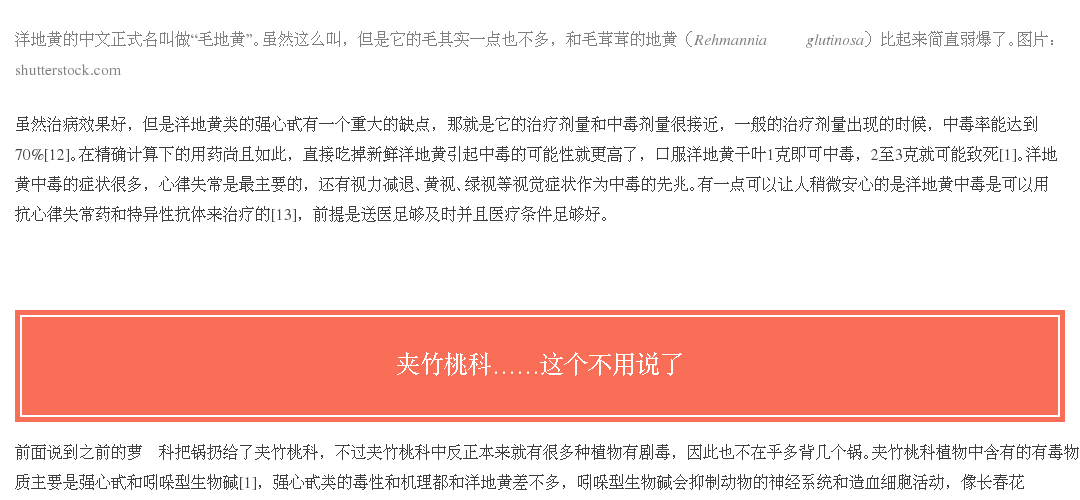 洋地黄的中文正式名叫做“毛地黄”。虽然这么叫，但是它的毛其实一点也不多，和毛茸茸的地黄（Rehmannia glutinosa）比起来简直弱爆了。图片：
shutterstock.com
虽然治病效果好，但是洋地黄类的强心甙有一个重大的缺点，那就是它的治疗剂量和中毒剂量很接近，一般的治疗剂量出现的时候，中毒率能达到
70%[12]。在精确计算下的用药尚且如此，直接吃掉新鲜洋地黄引起中毒的可能性就更高了，口服洋地黄干叶1克即可中毒，2至3克就可能致死[1]。洋地
黄中毒的症状很多，心律失常是最主要的，还有视力减退、黄视、绿视等视觉症状作为中毒的先兆。有一点可以让人稍微安心的是洋地黄中毒是可以用
抗心律失常药和特异性抗体来治疗的[13]，前提是送医足够及时并且医疗条件足够好。
夹竹桃科……这个不用说了
前面说到之前的萝 科把锅扔给了夹竹桃科，不过夹竹桃科中反正本来就有很多种植物有剧毒，因此也不在乎多背几个锅。夹竹桃科植物中含有的有毒物
质主要是强心甙和吲哚型生物碱[1]，强心甙类的毒性和机理都和洋地黄差不多，吲哚型生物碱会抑制动物的神经系统和造血细胞活动，像长春花